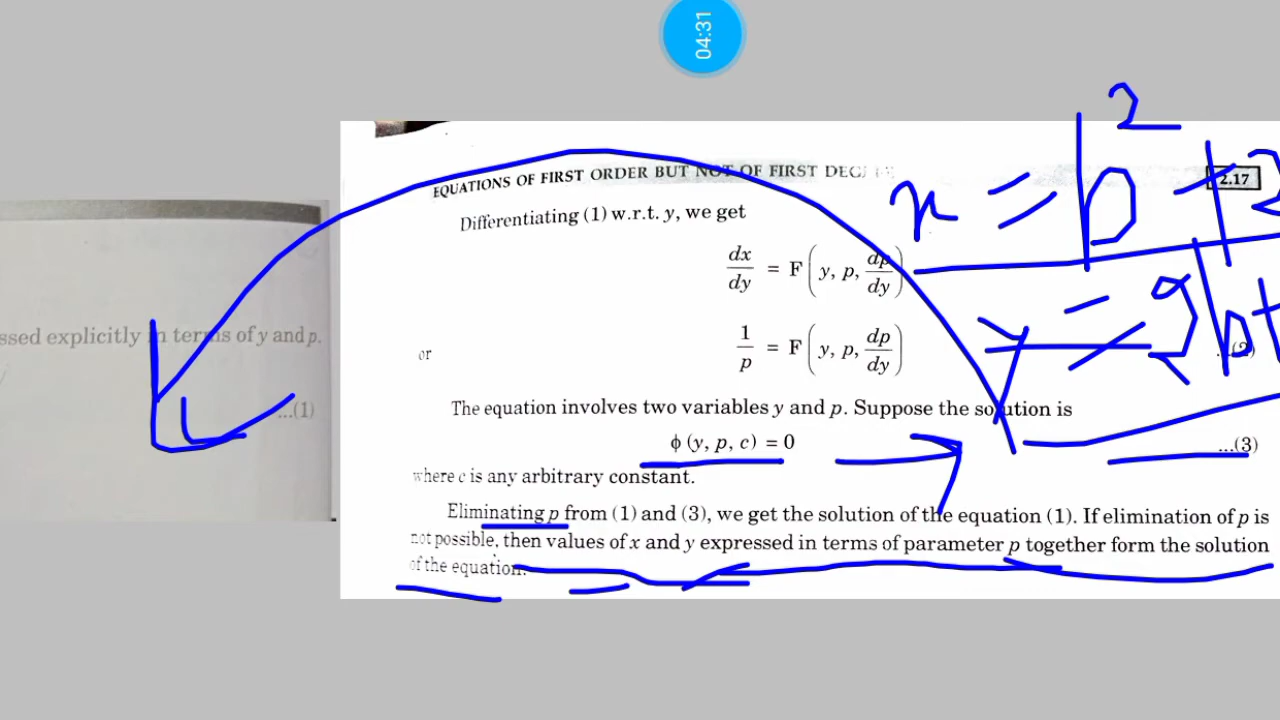 04:31
ssed explicitly in terms of y and p.
...(1)
EQUATIONS OF FIRST ORDER BUT NOT OF FIRST
2.17
Differentiating (1) w.r.t. y, we get
dx/dy = F(y, p, dp/dy)
or 1/p = F(y, p, dp/dy) ...(2)
The equation involves two variables y and p. Suppose the solution is
ϕ (y, p, c) = 0 ...(3)
where c is any arbitrary constant.
Eliminating p from (1) and (3), we get the solution of the equation (1). If elimination of p is
not possible, then values of x and y expressed in terms of parameter p together form the solution
of the equation.
x = p² + 2
y =